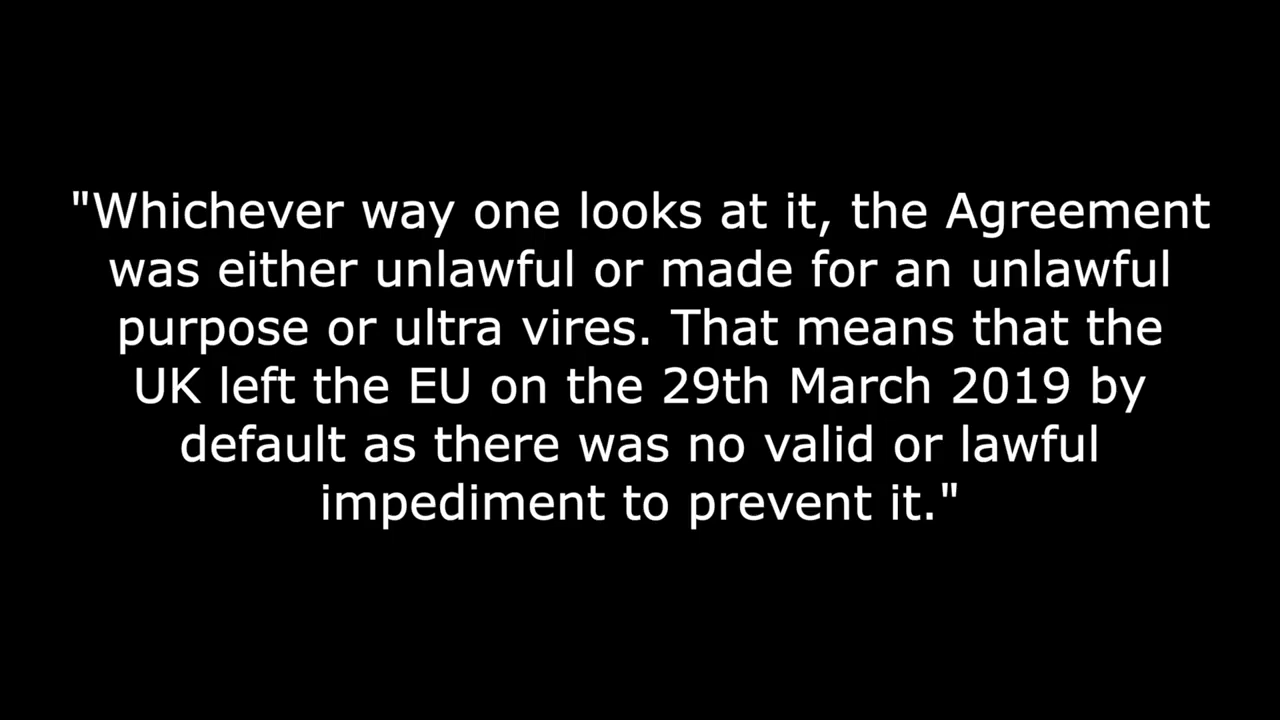 "Whichever way one looks at it, the Agreement
was either unlawful or made for an unlawful
purpose or ultra vires. That means that the
UK left the EU on the 29th March 2019 by
default as there was no valid or lawful
impediment to prevent it."